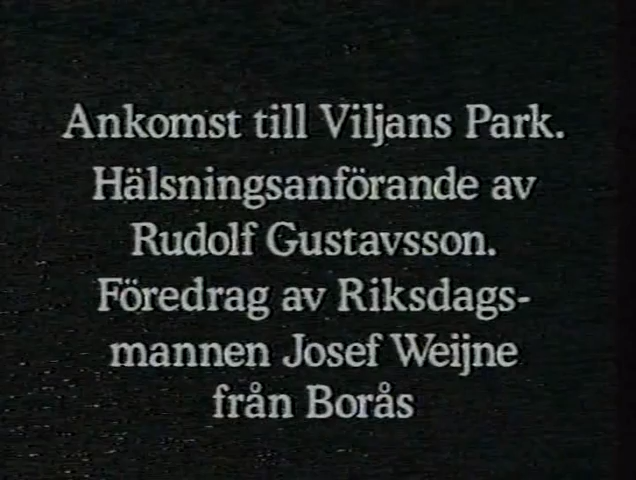 Ankomst till Viljans Park.
Hälsningsanförande av
Rudolf Gustavsson.
Föredrag av Riksdags-
mannen Josef Weijne
från Borås